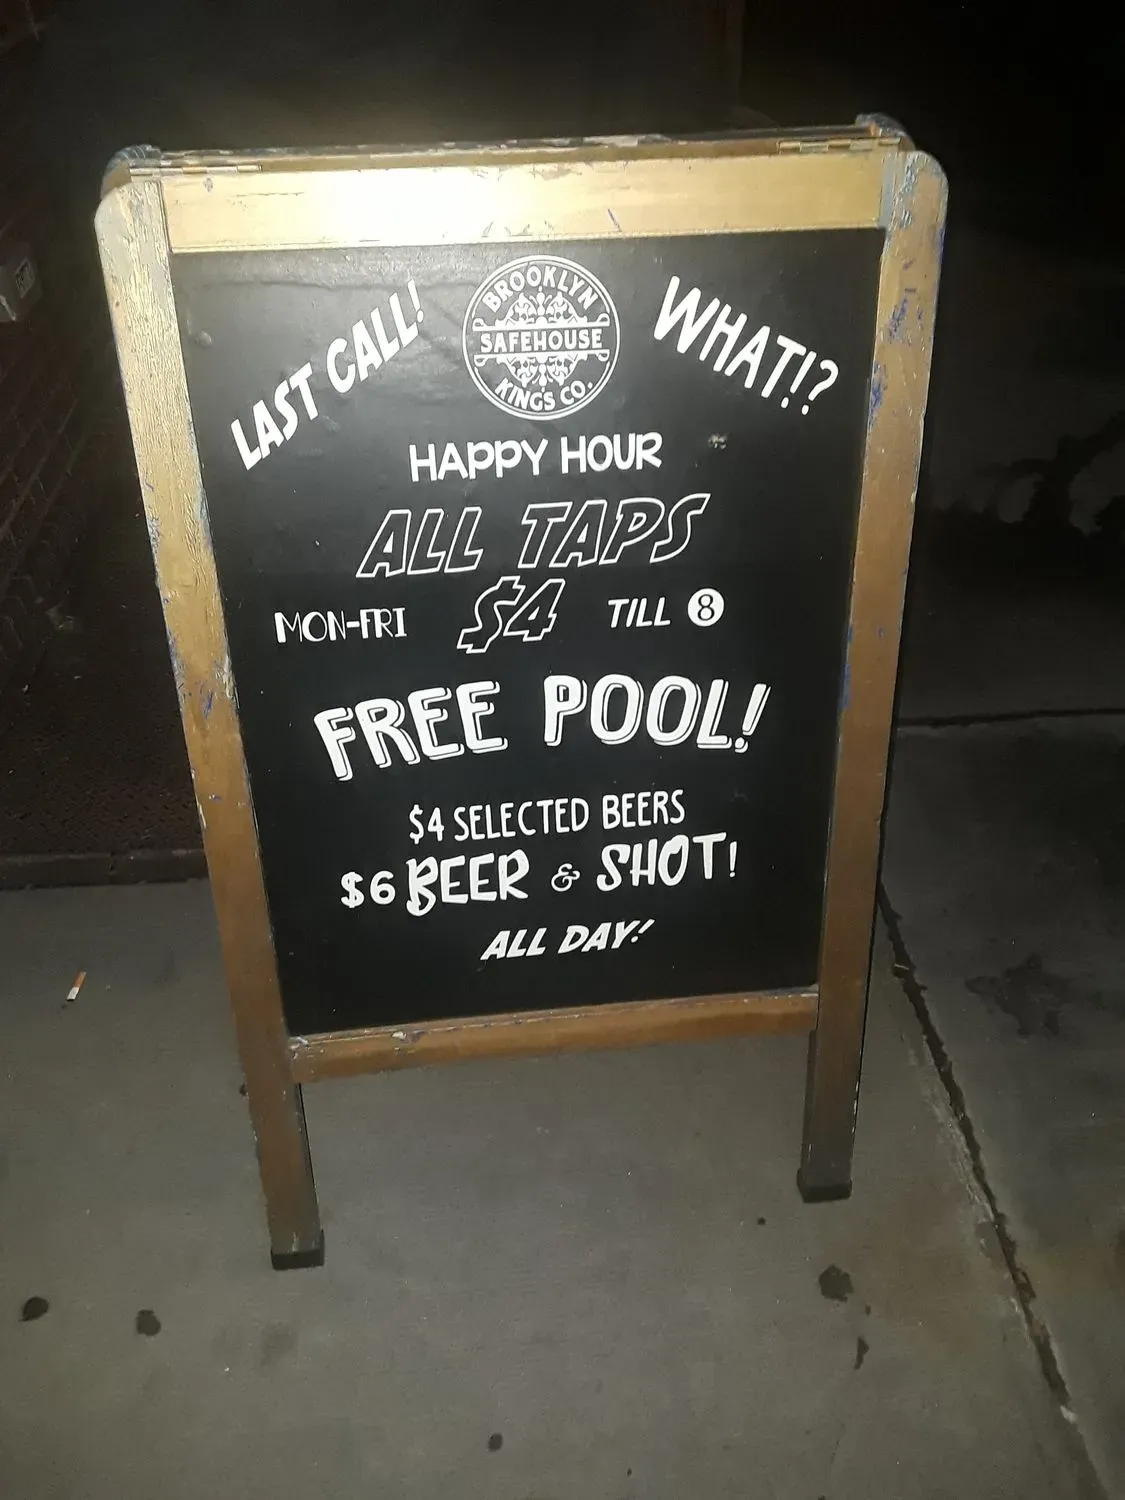 LAST CALL!
BROOKLYN
SAFEHOUSE
KINGS CO.
WHAT!?
HAPPY HOUR
ALL TAPS
MON-FRI $4 TILL 8
FREE POOL!
$4 SELECTED BEERS
$6 BEER & SHOT!
ALL DAY!